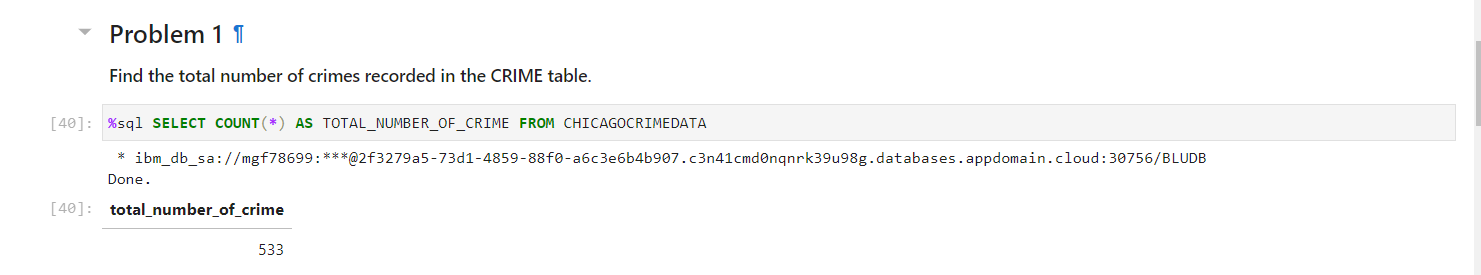 Problem 1 ¶
Find the total number of crimes recorded in the CRIME table.
[40]: %sql SELECT COUNT(*) AS TOTAL_NUMBER_OF_CRIME FROM CHICAGOCRIMEDATA
* ibm_db_sa://mgf78699:***@2f3279a5-73d1-4859-88f0-a6c3e6b4b907.c3n41cmd0nqnrk39u98g.databases.appdomain.cloud:30756/BLUDB
Done.
[40]: total_number_of_crime
533